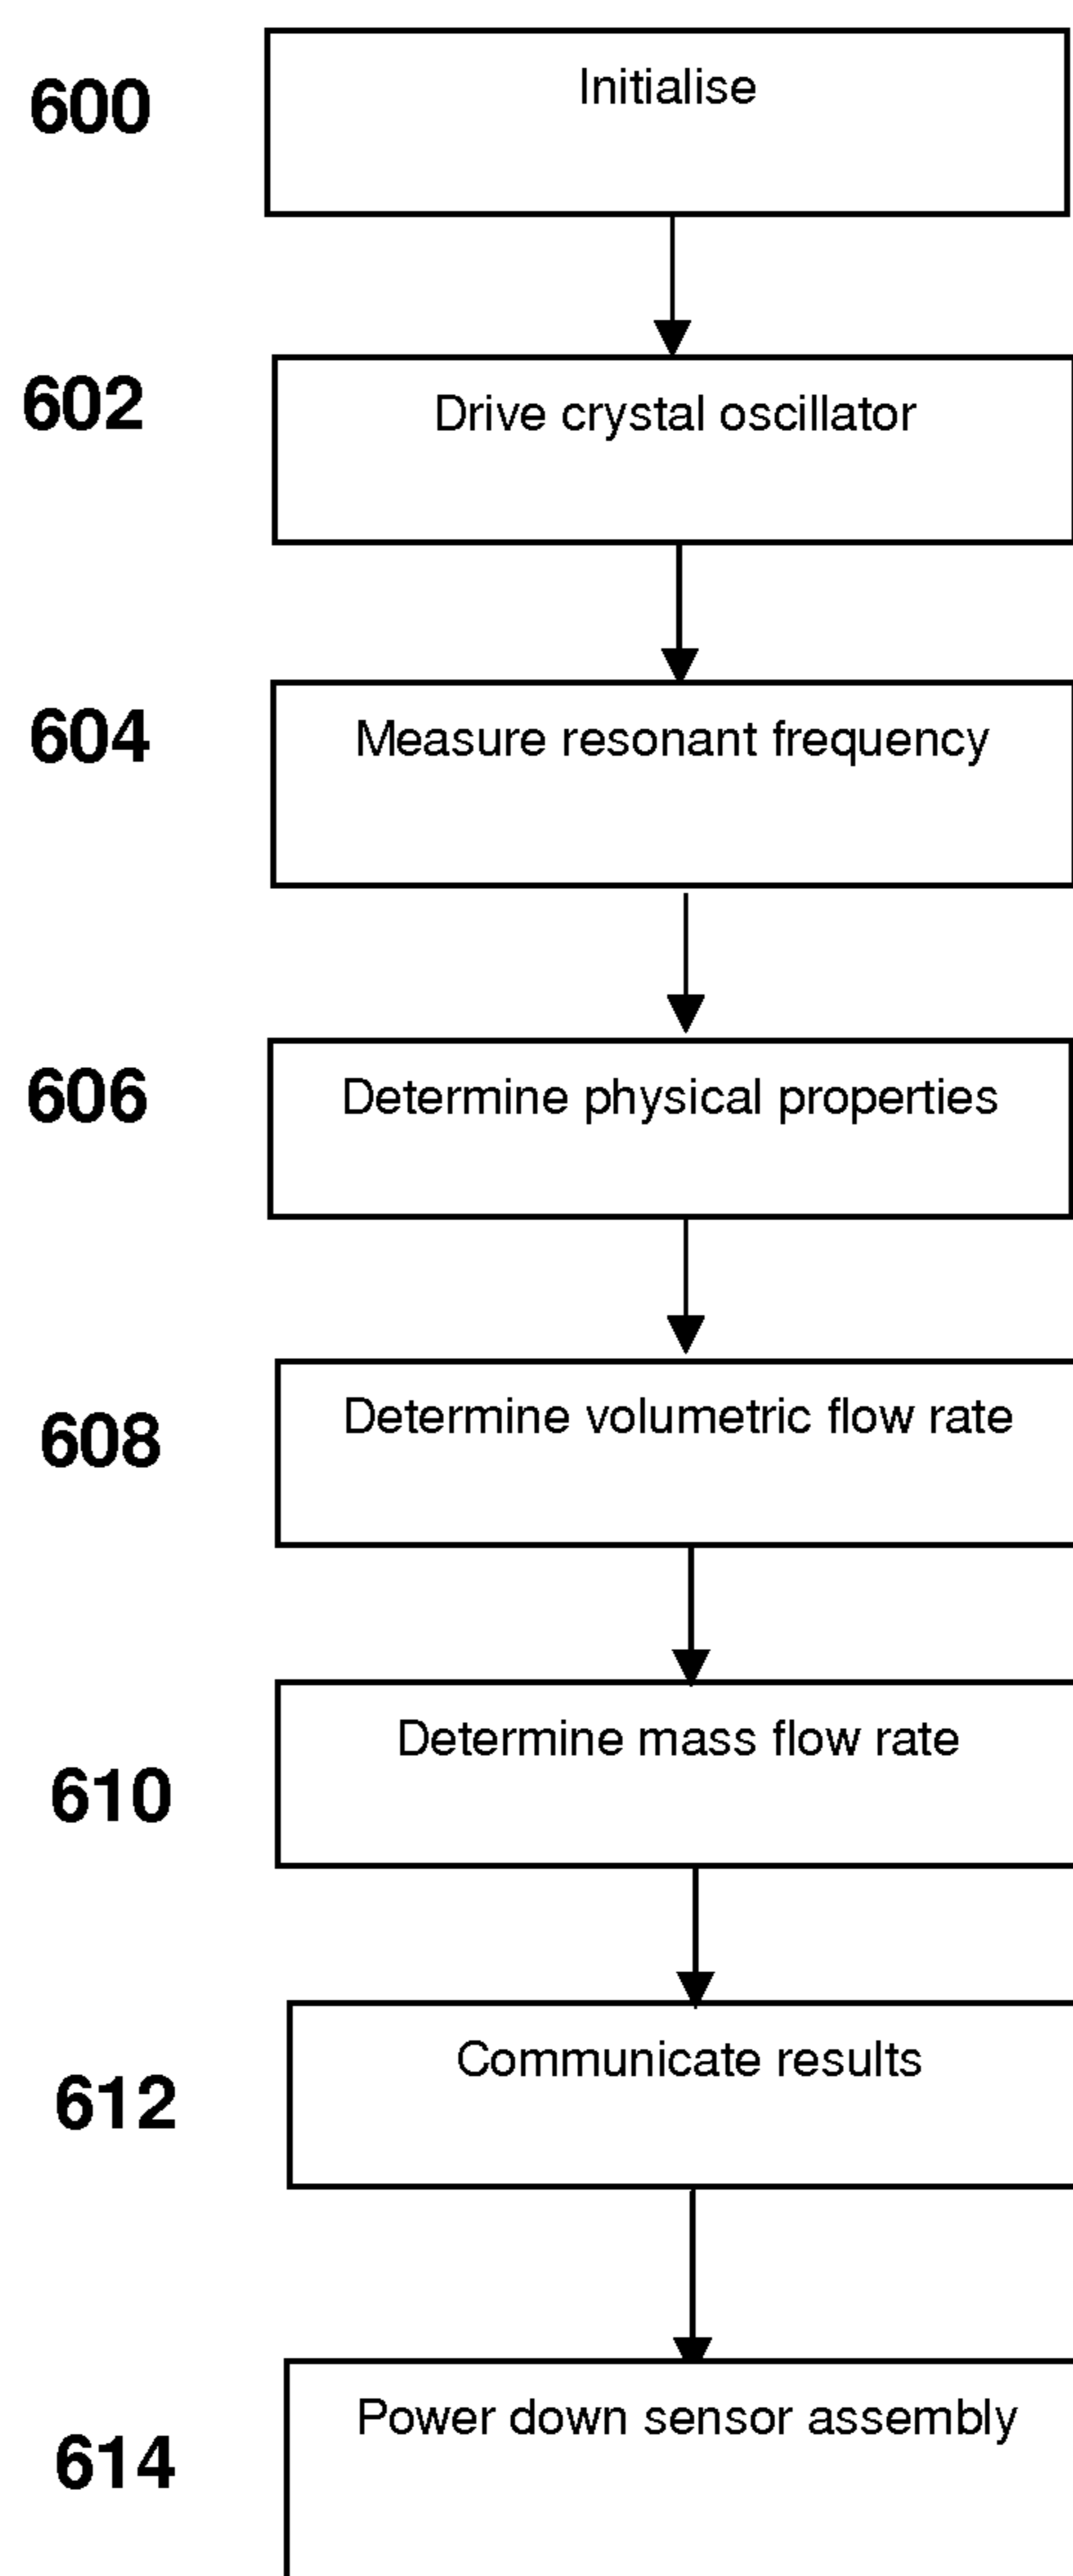 600
Initialise
602
Drive crystal oscillator
604
Measure resonant frequency
606
Determine physical properties
608
Determine volumetric flow rate
610
Determine mass flow rate
612
Communicate results
614
Power down sensor assembly